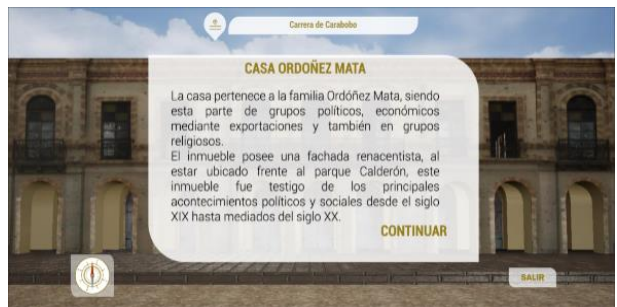 Carrera de Carabobo
CASA ORDOÑEZ MATA
La casa pertenece a la familia Ordóñez Mata, siendo
esta parte de grupos políticos, económicos
mediante exportaciones y también en grupos
religiosos.
El inmueble posee una fachada renacentista, al
estar ubicado frente al parque Calderón, este
inmueble fue testigo de los principales
acontecimientos políticos y sociales desde el siglo
XIX hasta mediados del siglo XX.
CONTINUAR
SALIR